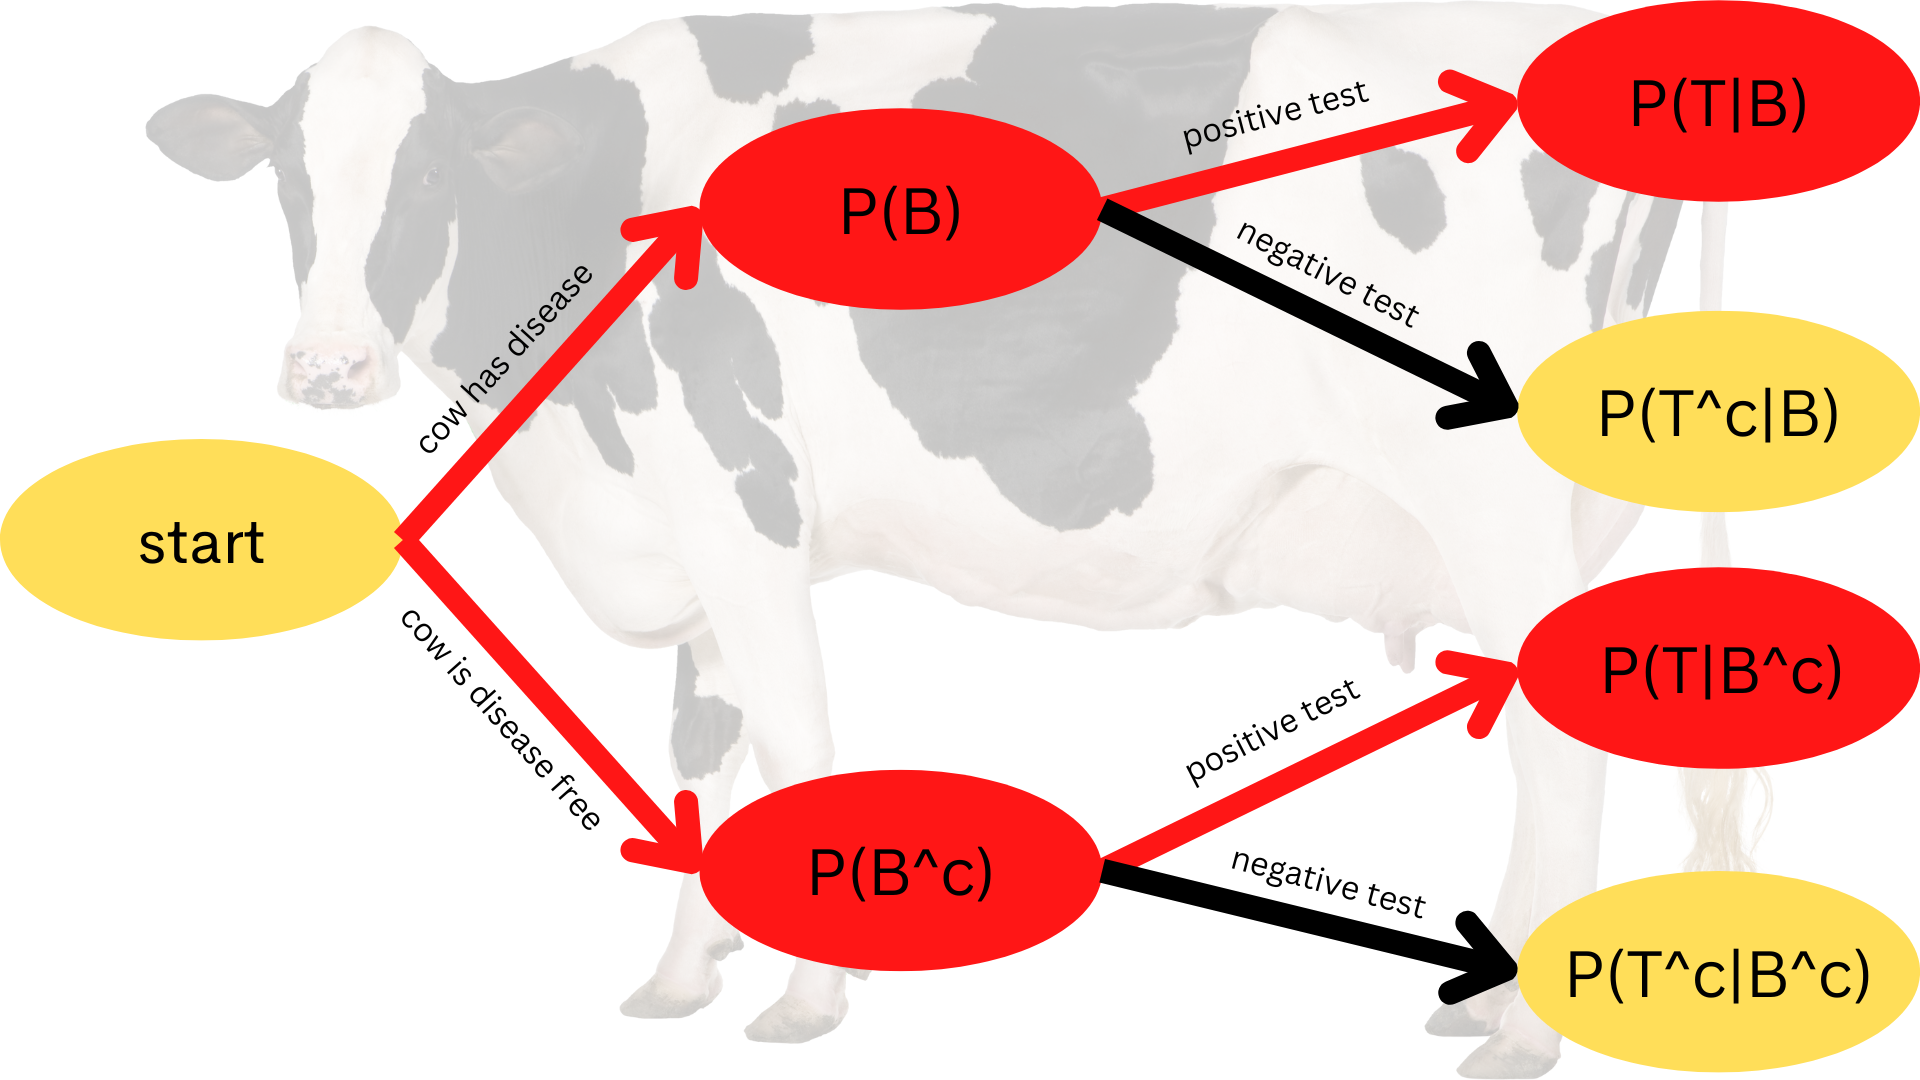 positive test
P(T|B)
P(B)
negative test
cow has disease
P(T^c|B)
start
cow is disease free
positive test
P(T|B^c)
P(B^c)
negative test
P(T^c|B^c)